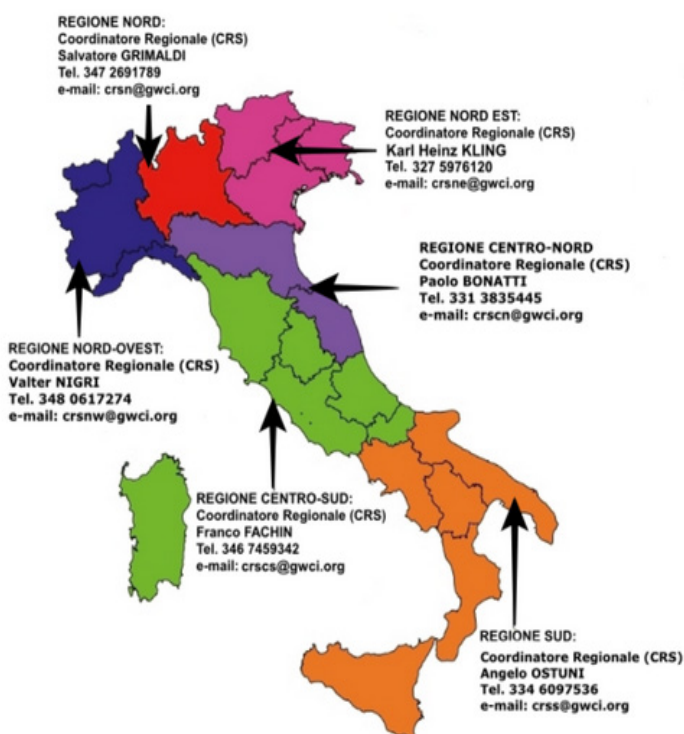 REGIONE NORD:
Coordinatore Regionale (CRS)
Salvatore GRIMALDI
Tel. 347 2691789
e-mail: crsn@gwci.org
REGIONE NORD EST:
Coordinatore Regionale (CRS)
Karl Heinz KLING
Tel. 327 5976120
e-mail: crsne@gwci.org
REGIONE CENTRO-NORD
Coordinatore Regionale (CRS)
Paolo BONATTI
Tel. 331 3835445
e-mail: crscn@gwci.org
REGIONE NORD-OVEST:
Coordinatore Regionale (CRS)
Valter NIGRI
Tel. 348 0617274
e-mail: crsnw@gwci.org
REGIONE CENTRO-SUD:
Coordinatore Regionale (CRS)
Franco FACHIN
Tel. 346 7459342
e-mail: crscs@gwci.org
REGIONE SUD:
Coordinatore Regionale (CRS)
Angelo OSTUNI
Tel. 334 6097536
e-mail: crss@gwci.org